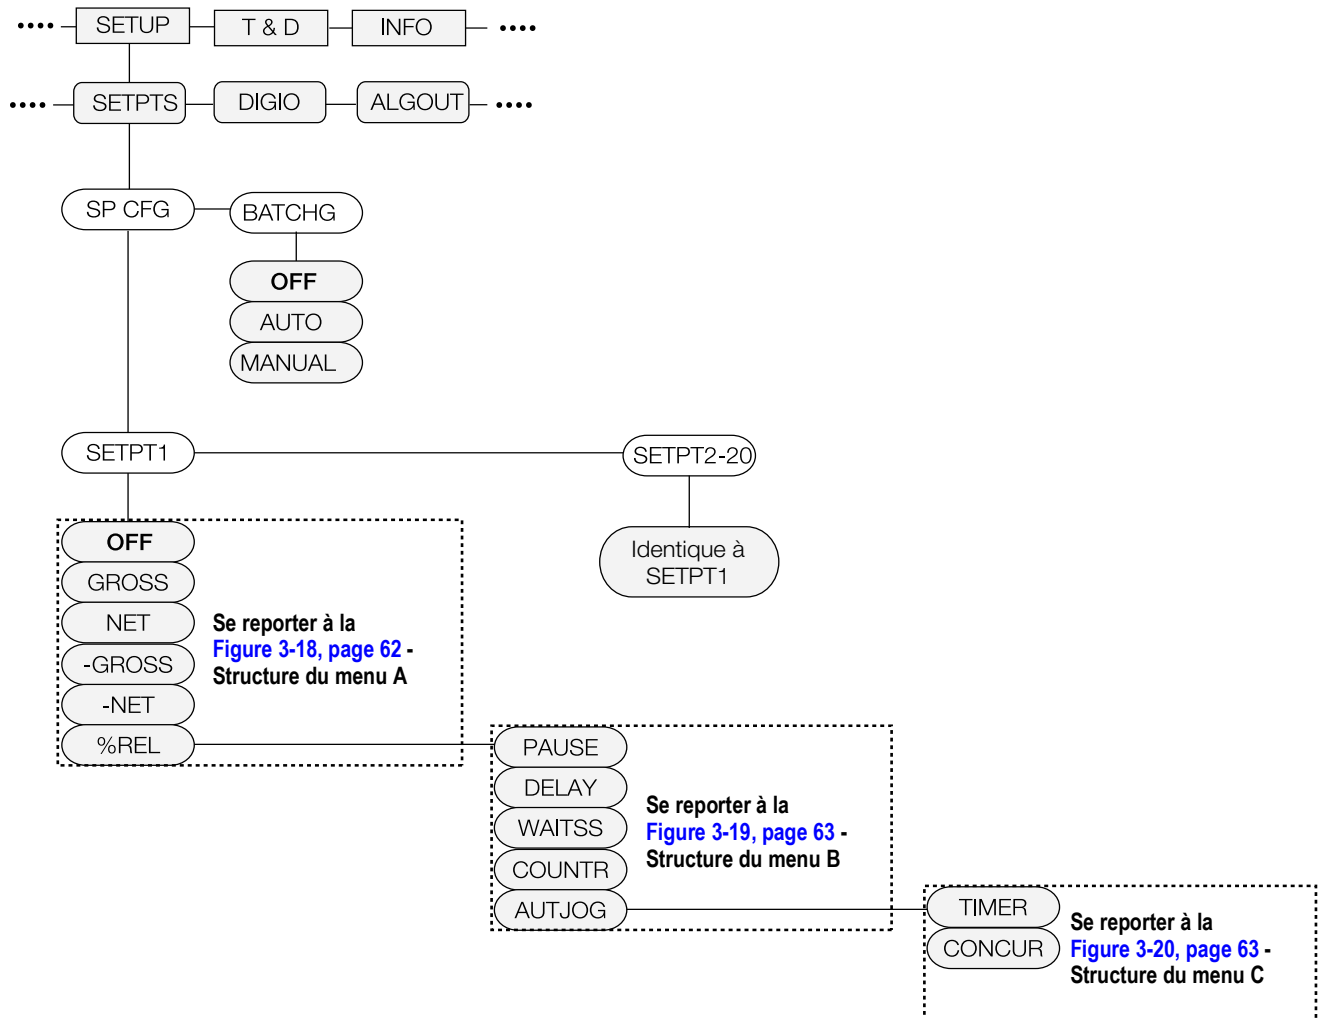 •••• SETUP T & D INFO ••••
•••• SETPTS DIGIO ALGOUT ••••
SP CFG BATCHG
OFF
AUTO
MANUAL
SETPT1 SETPT2-20
Identique à
SETPT1
OFF
GROSS
NET
-GROSS
-NET
%REL
Se reporter à la
Figure 3-18, page 62 -
Structure du menu A
PAUSE
DELAY
WAITSS
COUNTR
AUTJOG
Se reporter à la
Figure 3-19, page 63 -
Structure du menu B
TIMER
CONCUR
Se reporter à la
Figure 3-20, page 63 -
Structure du menu C